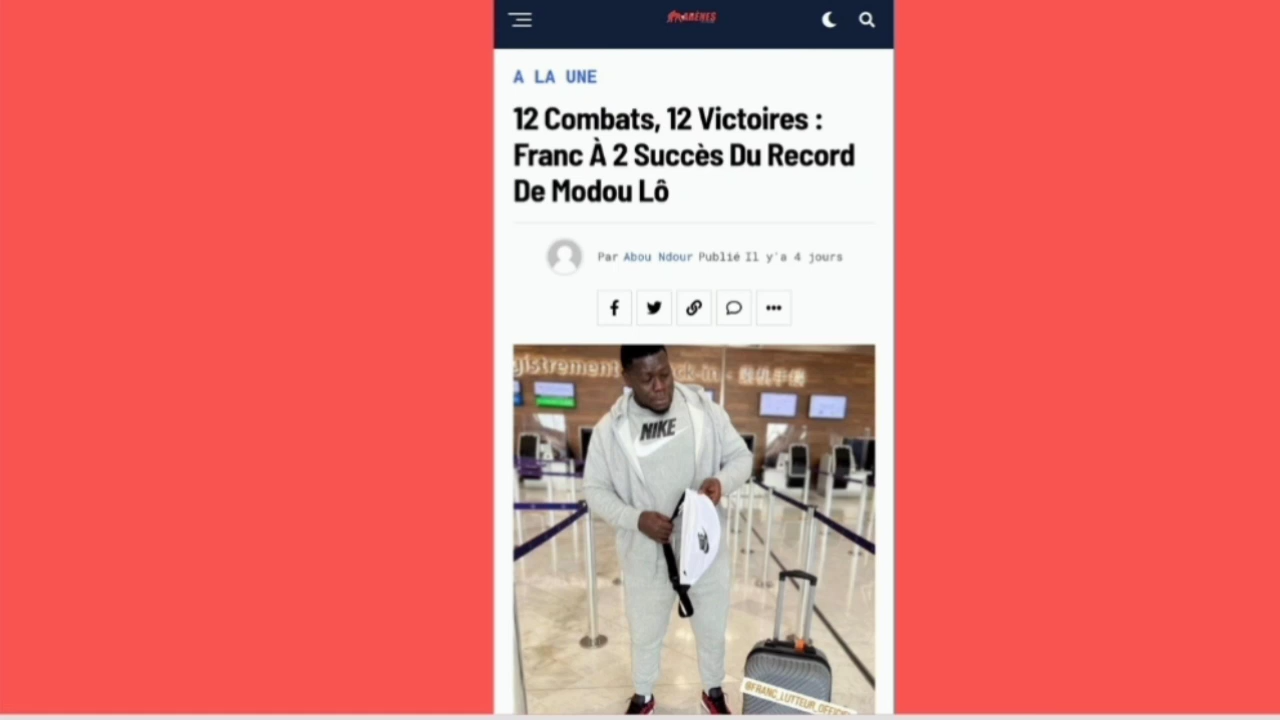 ARÈNES
A LA UNE
12 Combats, 12 Victoires :
Franc À 2 Succès Du Record
De Modou Lô
Par Abou Ndour Publié Il y'a 4 jours
NIKE